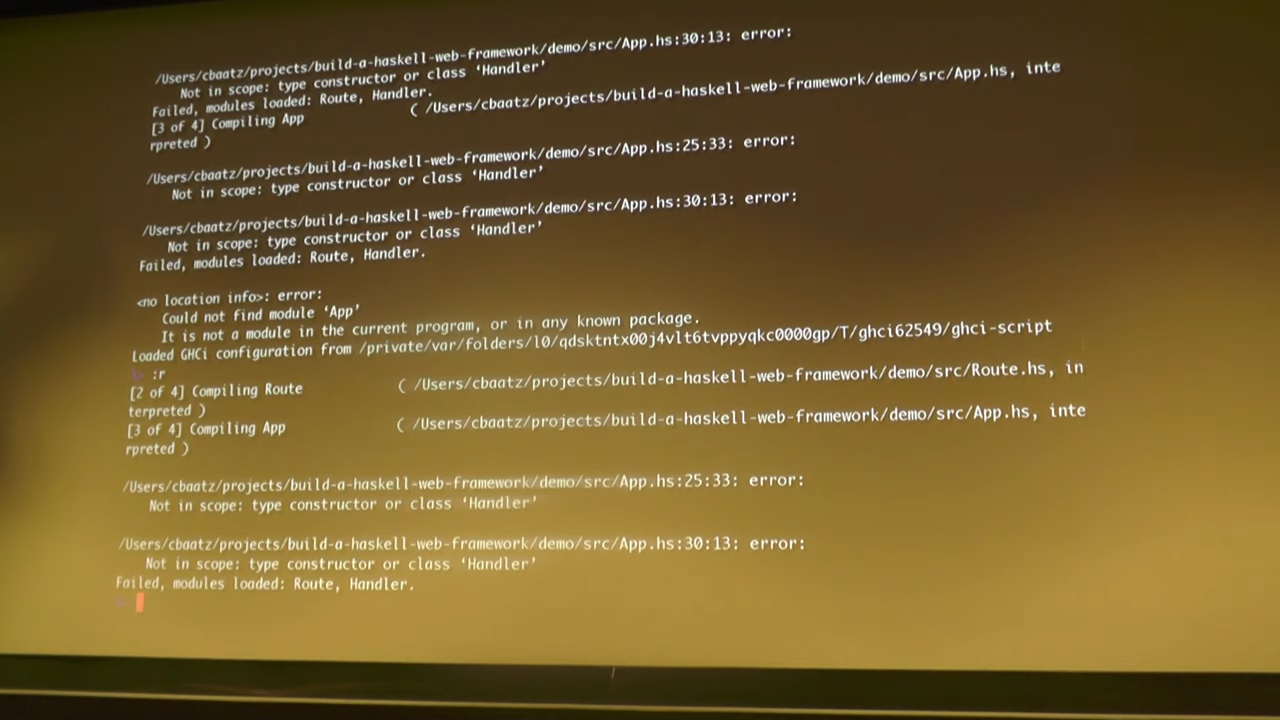 /Users/cbaatz/projects/build-a-haskell-web-framework/demo/src/App.hs:30:13: error:
Not in scope: type constructor or class ‘Handler’
Failed, modules loaded: Route, Handler.
[3 of 4] Compiling App ( /Users/cbaatz/projects/build-a-haskell-web-framework/demo/src/App.hs, inte
rpreted )
/Users/cbaatz/projects/build-a-haskell-web-framework/demo/src/App.hs:25:33: error:
Not in scope: type constructor or class ‘Handler’
/Users/cbaatz/projects/build-a-haskell-web-framework/demo/src/App.hs:30:13: error:
Not in scope: type constructor or class ‘Handler’
Failed, modules loaded: Route, Handler.
<no location info>: error:
Could not find module ‘App’
It is not a module in the current program, or in any known package.
Loaded GHCi configuration from /private/var/folders/l0/qdsktntx00j4vlt6tvppyqkc0000gp/T/ghci62549/ghci-script
:r
[2 of 4] Compiling Route ( /Users/cbaatz/projects/build-a-haskell-web-framework/demo/src/Route.hs, in
terpreted )
[3 of 4] Compiling App ( /Users/cbaatz/projects/build-a-haskell-web-framework/demo/src/App.hs, inte
rpreted )
/Users/cbaatz/projects/build-a-haskell-web-framework/demo/src/App.hs:25:33: error:
Not in scope: type constructor or class ‘Handler’
/Users/cbaatz/projects/build-a-haskell-web-framework/demo/src/App.hs:30:13: error:
Not in scope: type constructor or class ‘Handler’
Failed, modules loaded: Route, Handler.